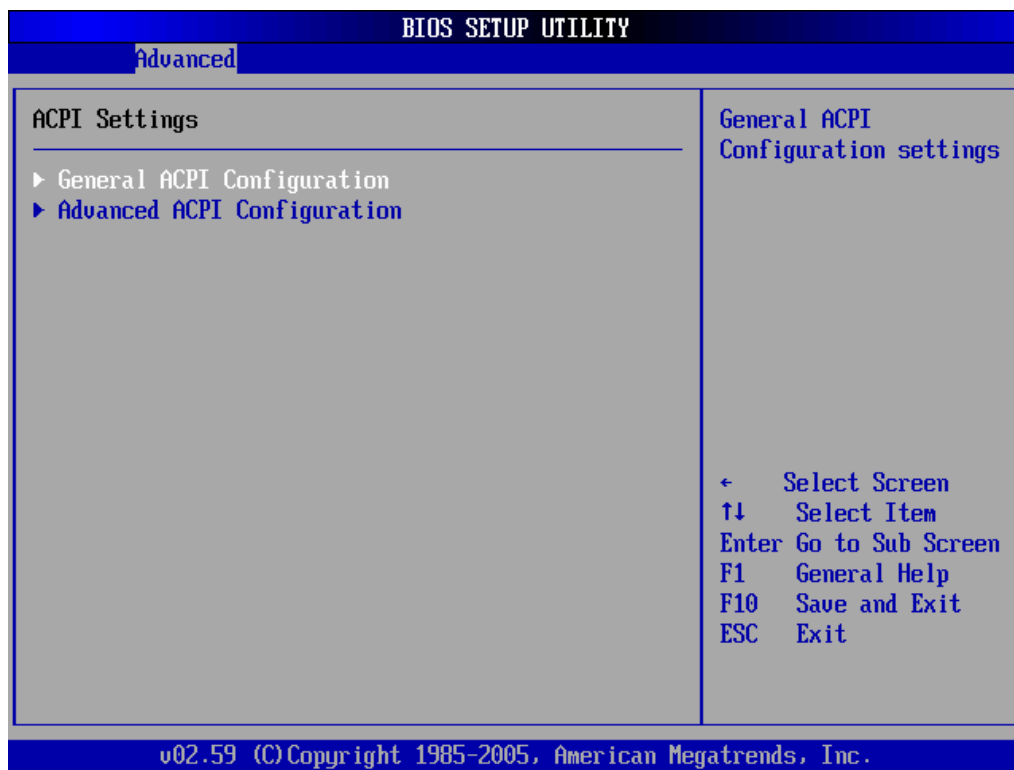 BIOS SETUP UTILITY
Advanced
ACPI Settings
▶ General ACPI Configuration
▶ Advanced ACPI Configuration
General ACPI
Configuration settings
← Select Screen
↑↓ Select Item
Enter Go to Sub Screen
F1 General Help
F10 Save and Exit
ESC Exit
v02.59 (C)Copyright 1985-2005, American Megatrends, Inc.